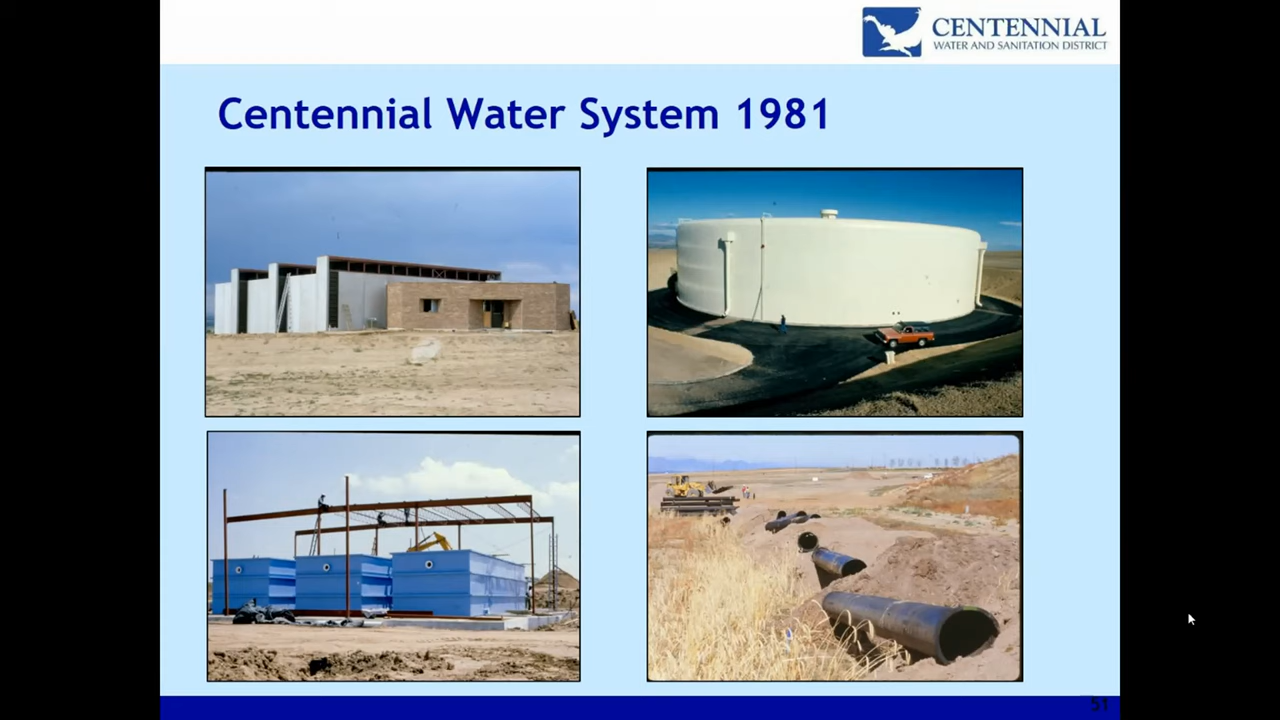 CENTENNIAL
WATER AND SANITATION DISTRICT
Centennial Water System 1981
51